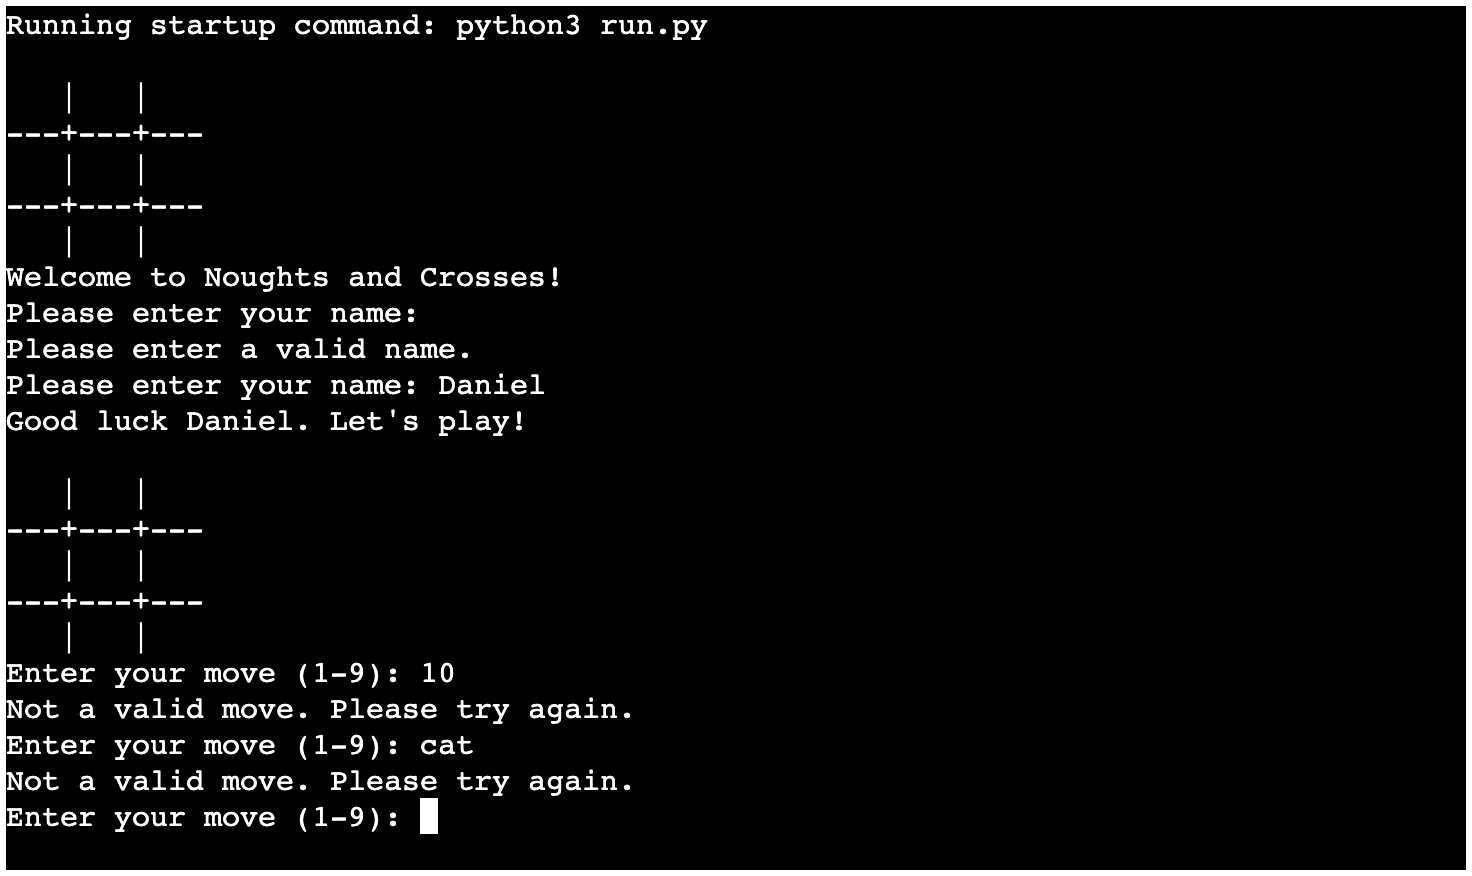 Running startup command: python3 run.py

   |   |
---+---+---
   |   |
---+---+---
   |   |
Welcome to Noughts and Crosses!
Please enter your name:
Please enter a valid name.
Please enter your name: Daniel
Good luck Daniel. Let's play!

   |   |
---+---+---
   |   |
---+---+---
   |   |
Enter your move (1-9): 10
Not a valid move. Please try again.
Enter your move (1-9): cat
Not a valid move. Please try again.
Enter your move (1-9):